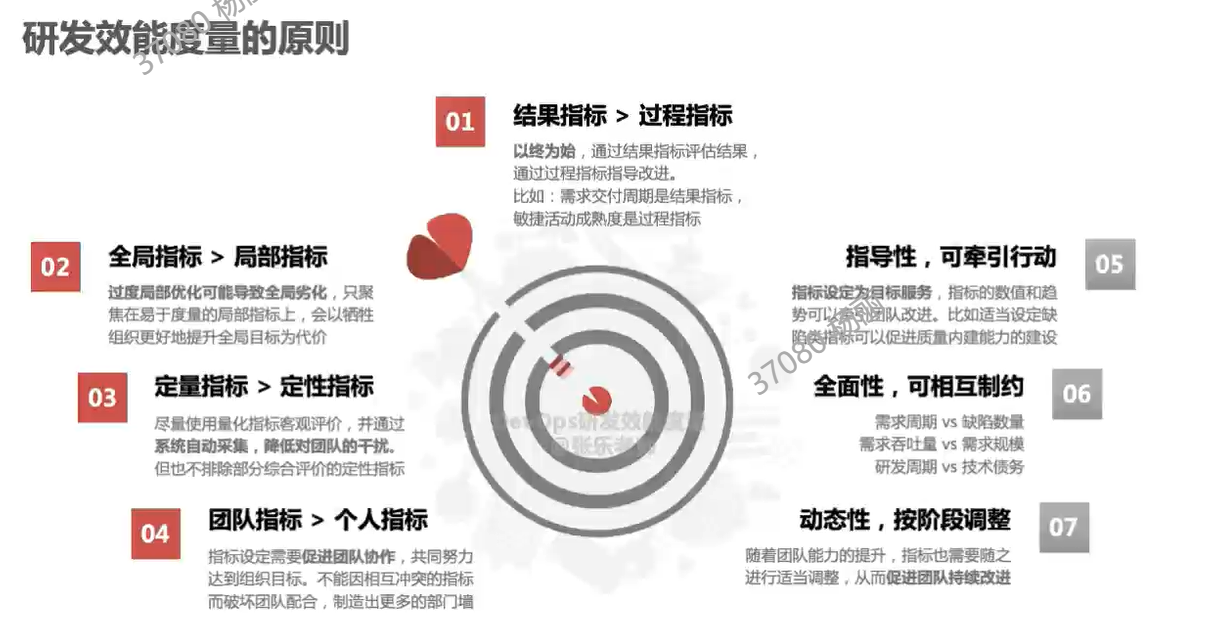 研发效能度量的原则
01
结果指标 > 过程指标
以终为始，通过结果指标评估结果，
通过过程指标指导改进。
比如：需求交付周期是结果指标，
敏捷活动成熟度是过程指标
02
全局指标 > 局部指标
过度局部优化可能导致全局劣化，只聚
焦在易于度量的局部指标上，会以牺牲
组织更好地提升全局目标为代价
03
定量指标 > 定性指标
尽量使用量化指标客观评价，并通过
系统自动采集，降低对团队的干扰。
但也不排除部分综合评价的定性指标
04
团队指标 > 个人指标
指标设定需要促进团队协作，共同努力
达到组织目标。不能因相互冲突的指标
而破坏团队配合，制造出更多的部门墙
指导性，可牵引行动
05
指标设定为目标服务，指标的数值和趋
势可以牵引团队改进。比如适当设定缺
陷类指标可以促进质量内建能力的建设
全面性，可相互制约
06
需求周期 vs 缺陷数量
需求吞吐量 vs 需求规模
研发周期 vs 技术债务
动态性，按阶段调整
07
随着团队能力的提升，指标也需要随之
进行适当调整，从而促进团队持续改进
DevOps研发效能度量
@张乐老师
37080 杨
37080 杨